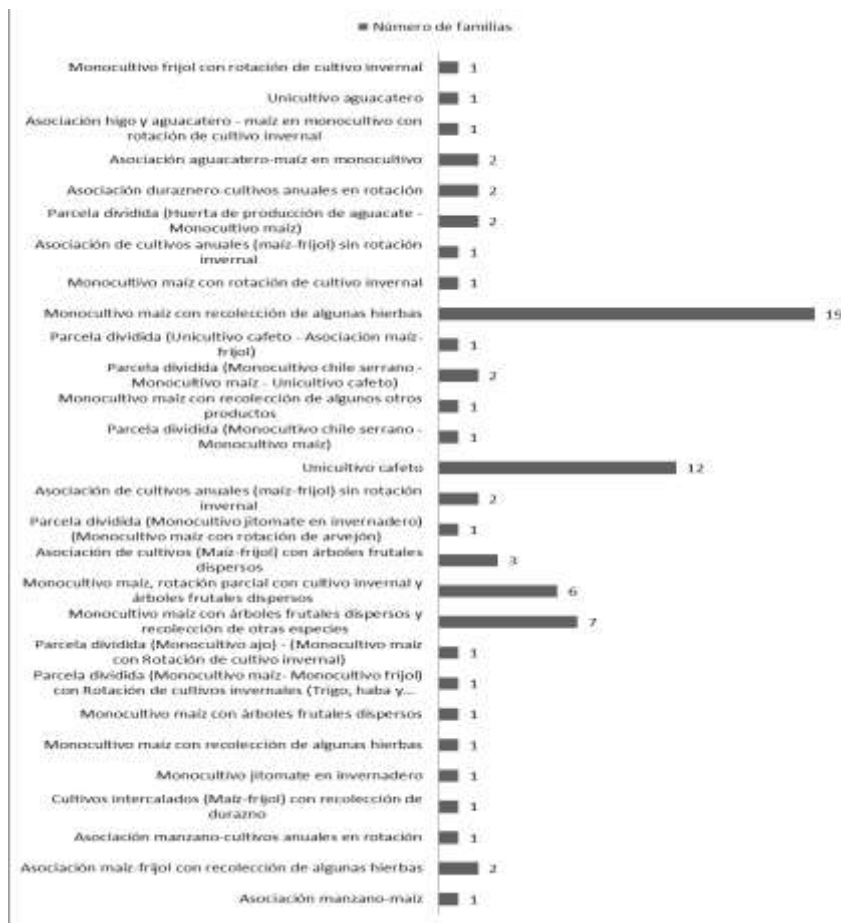 Número de familias
Monocultivo frijol con rotación de cultivo invernal
1
Unicultivo aguacatero
1
Asociación higo y aguacatero - maíz en monocultivo con
rotación de cultivo invernal
1
Asociación aguacatero-maíz en monocultivo
2
Asociación duraznero-cultivos anuales en rotación
2
Parcela dividida (Huerta de producción de aguacate -
Monocultivo maíz)
2
Asociación de cultivos anuales (maíz-frijol) sin rotación
invernal
1
Monocultivo maíz con rotación de cultivo invernal
1
Monocultivo maíz con recolección de algunas hierbas
19
Parcela dividida (Unicultivo cafeto - Asociación maíz-
frijol)
1
Parcela dividida (Monocultivo chile serrano -
Monocultivo maíz - Unicultivo cafeto)
2
Monocultivo maíz con recolección de algunos otros
productos
1
Parcela dividida (Monocultivo chile serrano -
Monocultivo maíz)
1
Unicultivo cafeto
12
Asociación de cultivos anuales (maíz-frijol) sin rotación
invernal
2
Parcela dividida (Monocultivo jitomate en invernadero)
(Monocultivo maíz con rotación de arvejón)
1
Asociación de cultivos (Maíz-frijol) con árboles frutales
dispersos
3
Monocultivo maíz, rotación parcial con cultivo invernal y
árboles frutales dispersos
6
Monocultivo maíz con árboles frutales dispersos y
recolección de otras especies
7
Parcela dividida (Monocultivo ajo) - (Monocultivo maíz
con Rotación de cultivo invernal)
1
Parcela dividida (Monocultivo maíz- Monocultivo frijol)
con Rotación de cultivos invernales (Trigo, haba y...
1
Monocultivo maíz con árboles frutales dispersos
1
Monocultivo maíz con recolección de algunas hierbas
1
Monocultivo jitomate en invernadero
1
Cultivos intercalados (Maíz-frijol) con recolección de
durazno
1
Asociación manzano-cultivos anuales en rotación
1
Asociación maíz-frijol con recolección de algunas hierbas
2
Asociación manzano-maíz
1